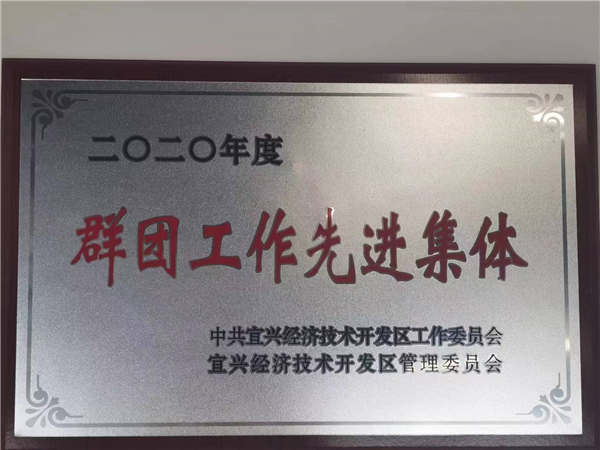 二〇二〇年度
群团工作先进集体
中共宜兴经济技术开发区工作委员会
宜兴经济技术开发区管理委员会